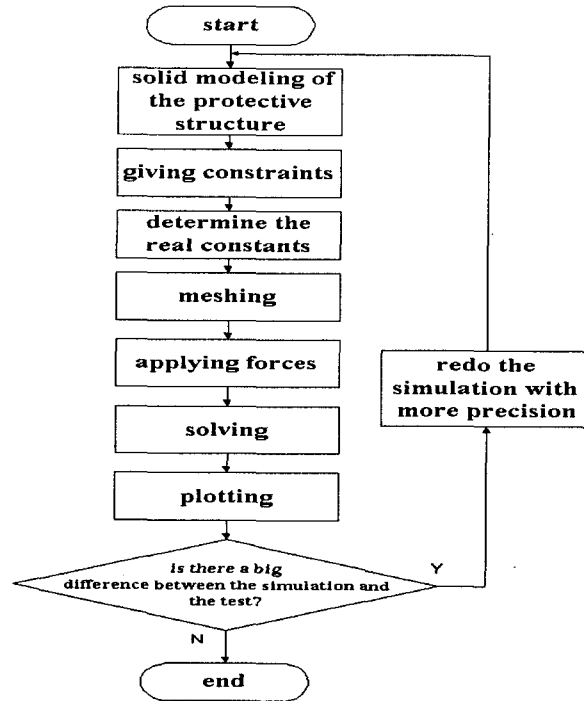 start
solid modeling of
the protective
structure
giving constraints
determine the
real constants
meshing
applying forces
redo the
simulation with
more precision
solving
plotting
is there a big
difference between the simulation and
the test?
Y
N
end